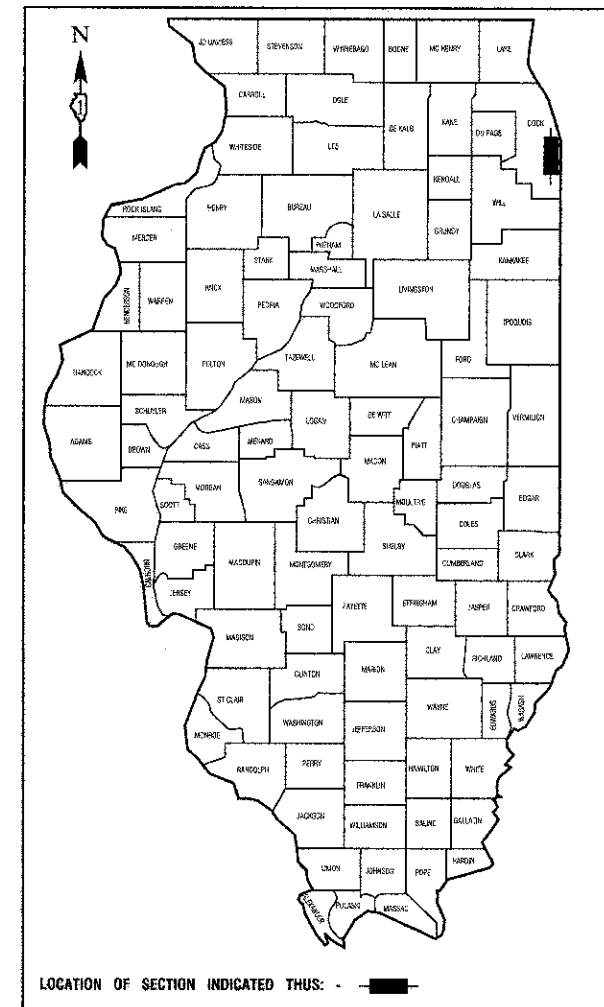 N
JO DAVIESS STEVENSON WINNEBAGO BOONE MC HENRY LAKE
CARROLL OGLE DE KALB KANE DU PAGE COOK
WHITESIDE LEE KENDALL WILL
ROCK ISLAND HENRY BUREAU LA SALLE GRUNDY
MERCER PUTNAM KANKAKEE
STARK MARSHALL
HENDERSON WARREN KNOX PEORIA WOODFORD LIVINGSTON IROQUOIS
HANCOCK MC DONOUGH FULTON TAZEWELL MC LEAN FORD
SCHUYLER MASON LOGAN DE WITT CHAMPAIGN VERMILION
ADAMS BROWN CASS MENARD MACON PIATT
PIKE SCOTT MORGAN SANGAMON MOULTRIE DOUGLAS EDGAR
CHRISTIAN COLES
GREENE MACOUPIN MONTGOMERY SHELBY CUMBERLAND CLARK
CALHOUN JERSEY FAYETTE EFFINGHAM JASPER CRAWFORD
MADISON BOND
CLINTON MARION CLAY RICHLAND LAWRENCE
ST CLAIR WASHINGTON WAYNE EDWARDS WABASH
MONROE JEFFERSON
RANDOLPH PERRY HAMILTON WHITE
FRANKLIN
JACKSON WILLIAMSON SALINE GALLATIN
UNION JOHNSON POPE HARDIN
ALEXANDER PULASKI MASSAC
LOCATION OF SECTION INDICATED THUS: -